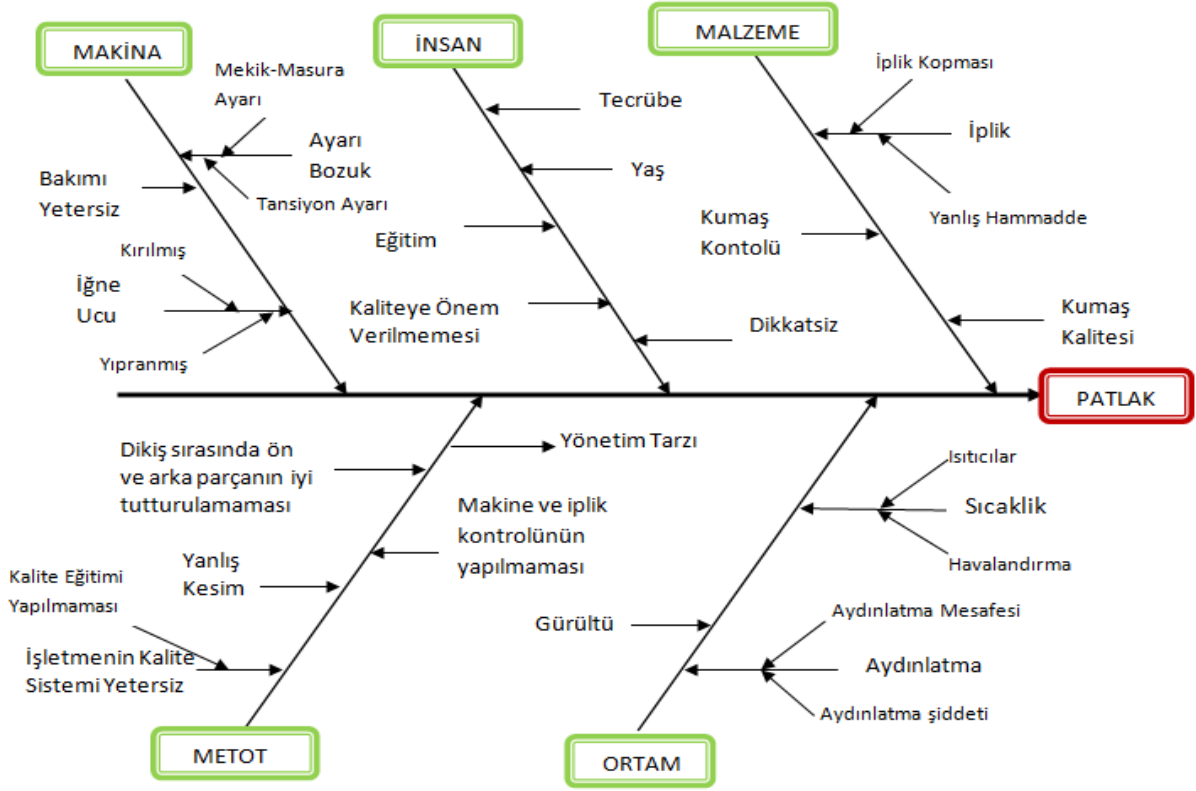 MAKİNA
İNSAN
MALZEME
Mekik-Masura
Ayarı
Ayarı
Bozuk
Bakımı
Yetersiz
Tansiyon Ayarı
Kırılmış
İğne
Ucu
Yıpranmış
Tecrübe
Yaş
Eğitim
Kaliteye Önem
Verilmemesi
Dikkatsiz
İplik Kopması
İplik
Yanlış Hammadde
Kumaş
Kontolü
Kumaş
Kalitesi
PATLAK
Yönetim Tarzı
Dikiş sırasında ön
ve arka parçanın iyi
tutturulamaması
Makine ve iplik
kontrolünün
yapılmaması
Yanlış
Kesim
Kalite Eğitimi
Yapılmaması
İşletmenin Kalite
Sistemi Yetersiz
METOT
Isıtıcılar
Sıcaklik
Havalandırma
Gürültü
Aydınlatma Mesafesi
Aydınlatma
Aydınlatma şiddeti
ORTAM